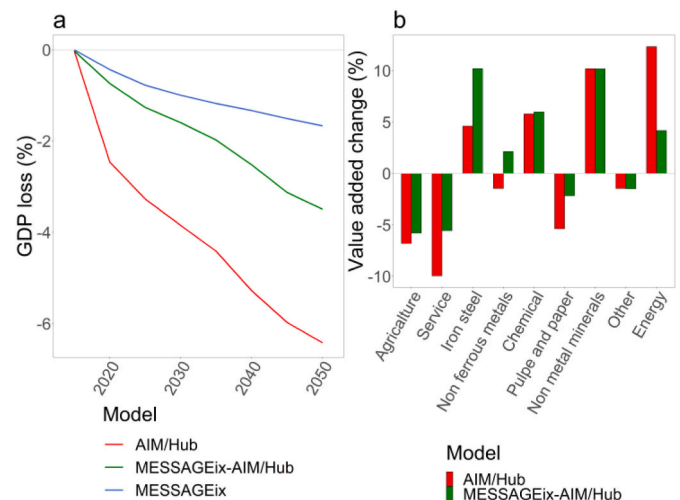 a
GDP loss (%)
0
-2
-4
-6
2020
2030
2040
2050
Model
AIM/Hub
MESSAGEix-AIM/Hub
MESSAGEix
b
Value added change (%)
10
5
0
-5
-10
Agricalture
Service
Iron steel
Non ferrous metals
Chemical
Pulpe and paper
Non metal minerals
Other
Energy
Model
AIM/Hub
MESSAGEix-AIM/Hub